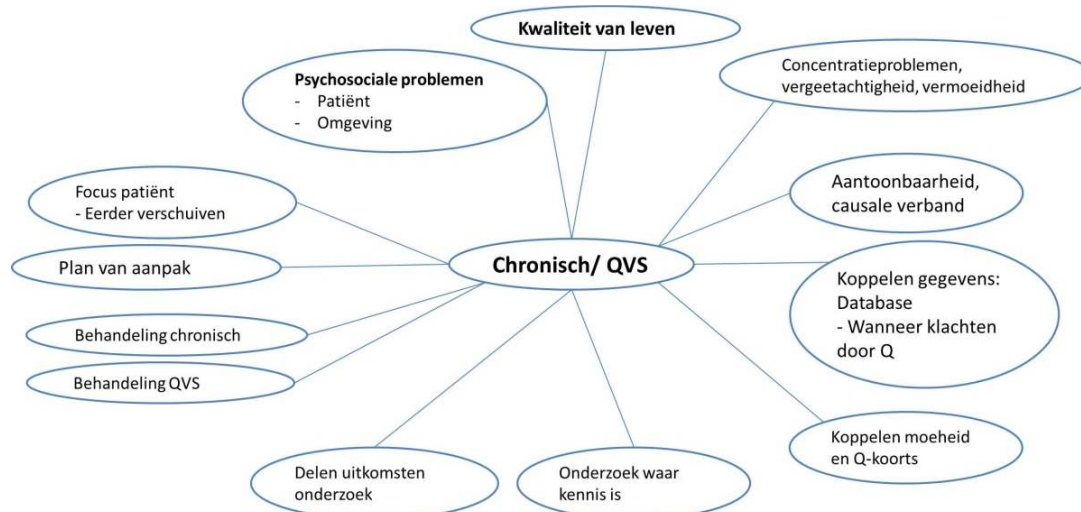 Kwaliteit van leven
Psychosociale problemen
- Patiënt
- Omgeving
Concentratieproblemen,
vergeetachtigheid, vermoeidheid
Focus patiënt
- Eerder verschuiven
Aantoonbaarheid,
causale verband
Plan van aanpak
Chronisch/ QVS
Koppelen gegevens:
Database
- Wanneer klachten
door Q
Behandeling chronisch
Behandeling QVS
Koppelen moeheid
en Q-koorts
Delen uitkomsten
onderzoek
Onderzoek waar
kennis is